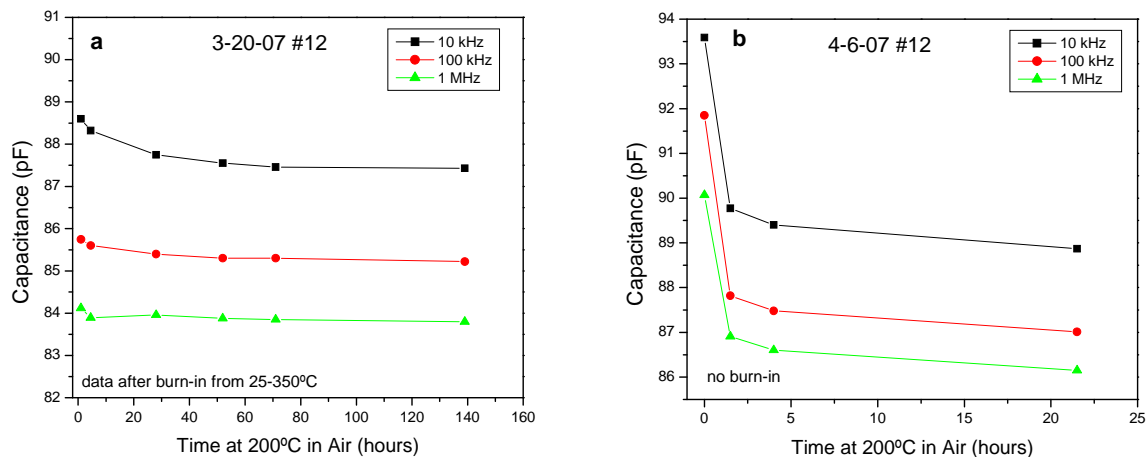 a
3-20-07 #12
10 kHz
100 kHz
1 MHz
91
90
89
88
87
86
85
84
83
82
Capacitance (pF)
data after burn-in from 25-350ºC
0 20 40 60 80 100 120 140 160
Time at 200ºC in Air (hours)
b
4-6-07 #12
10 kHz
100 kHz
1 MHz
94
93
92
91
90
89
88
87
86
Capacitance (pF)
no burn-in
0 5 10 15 20 25
Time at 200ºC in Air (hours)